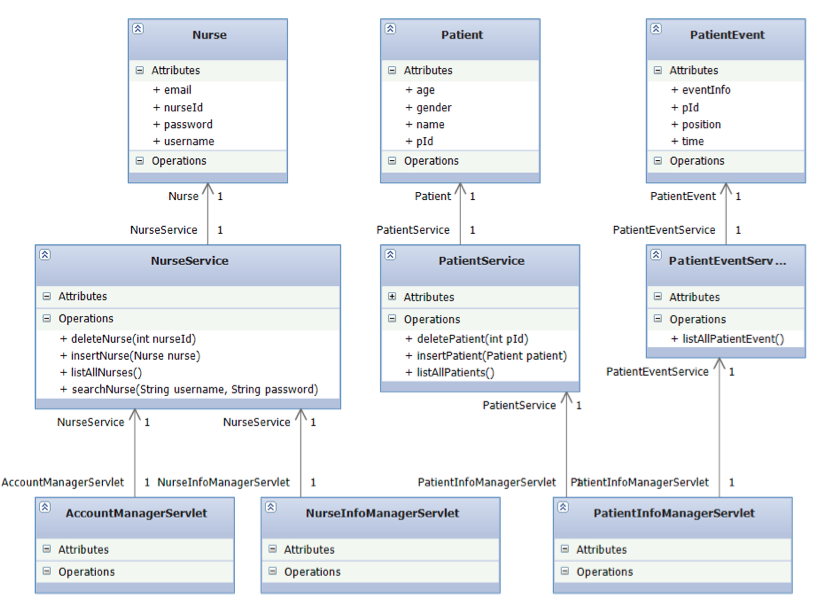 Nurse
Attributes
+ email
+ nurseId
+ password
+ username
Operations
Patient
Attributes
+ age
+ gender
+ name
+ pId
Operations
PatientEvent
Attributes
+ eventInfo
+ pId
+ position
+ time
Operations
Nurse 1
Patient 1
PatientEvent 1
NurseService 1
PatientService 1
PatientEventService 1
NurseService
Attributes
Operations
+ deleteNurse(int nurseId)
+ insertNurse(Nurse nurse)
+ listAllNurses()
+ searchNurse(String username, String password)
PatientService
Attributes
Operations
+ deletePatient(int pId)
+ insertPatient(Patient patient)
+ listAllPatients()
PatientEventServ...
Attributes
Operations
+ listAllPatientEvent()
NurseService 1
NurseService 1
PatientService 1
PatientEventService 1
AccountManagerServlet 1
NurseInfoManagerServlet 1
PatientInfoManagerServlet
PatientInfoManagerServlet 1
AccountManagerServlet
Attributes
Operations
NurseInfoManagerServlet
Attributes
Operations
PatientInfoManagerServlet
Attributes
Operations